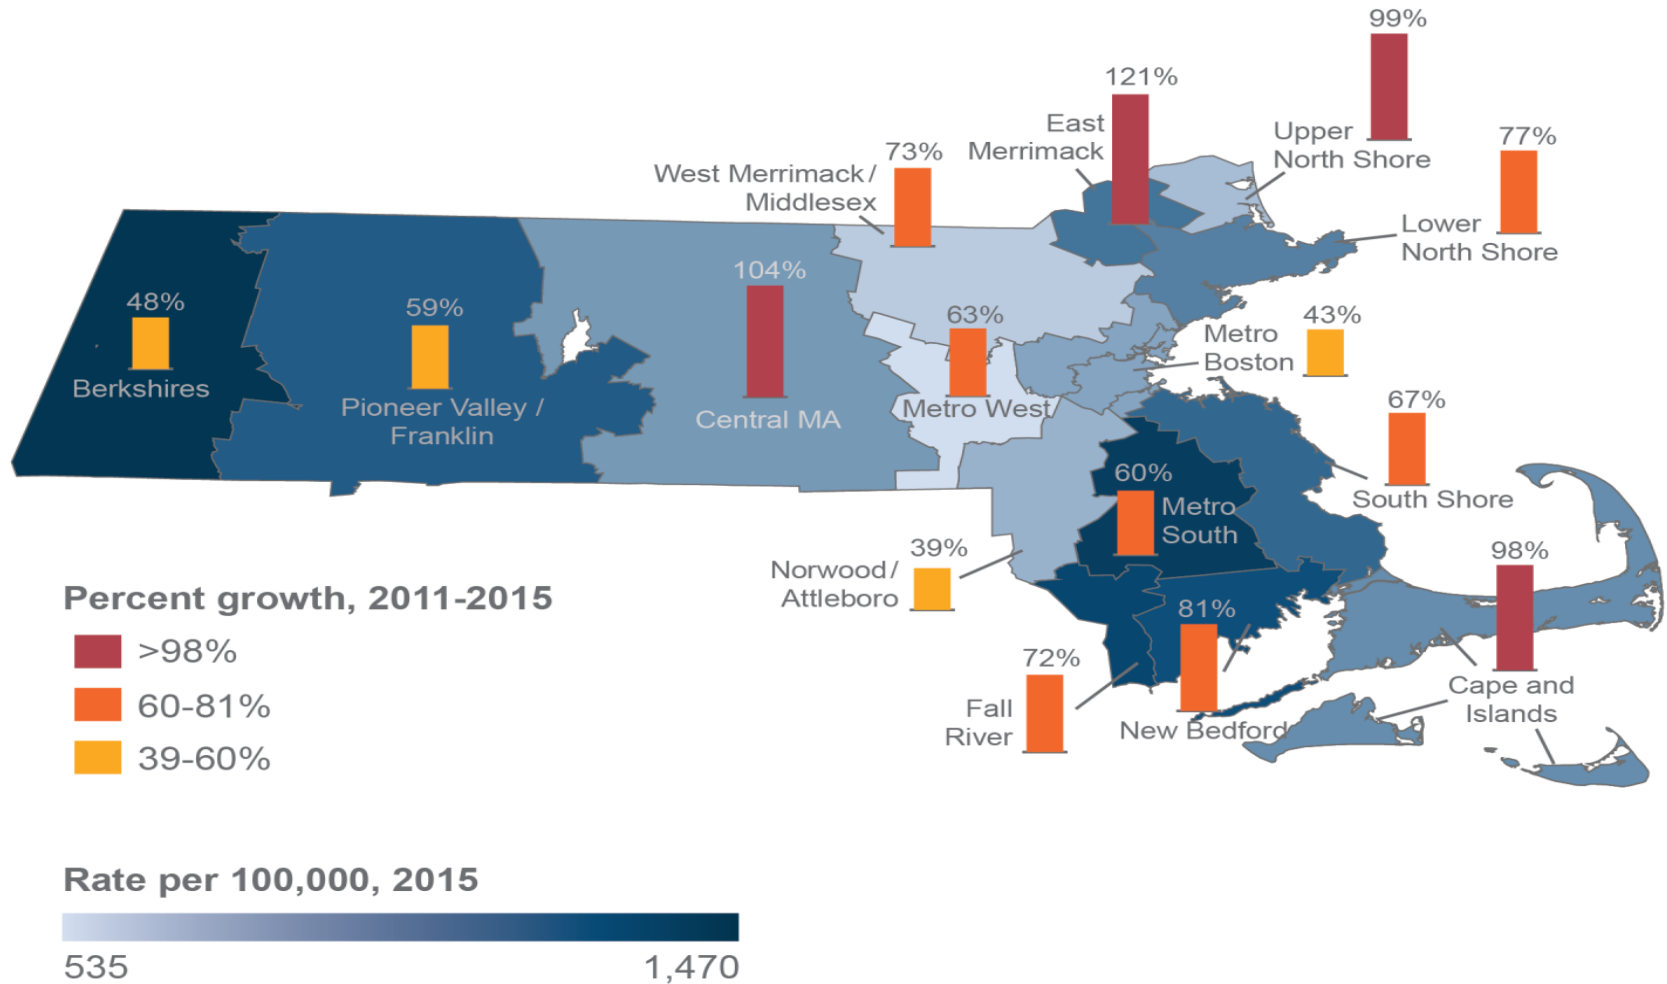 99%
121%
East
Merrimack
Upper
North Shore
77%
73%
West Merrimack /
Middlesex
Lower
North Shore
104%
48%
59%
63%
43%
Metro
Boston
Berkshires
Pioneer Valley /
Franklin
Central MA
Metro West
67%
South Shore
60%
Metro
South
39%
Norwood /
Attleboro
98%
81%
72%
Fall
River
New Bedford
Cape and
Islands
Percent growth, 2011-2015
>98%
60-81%
39-60%
Rate per 100,000, 2015
535
1,470